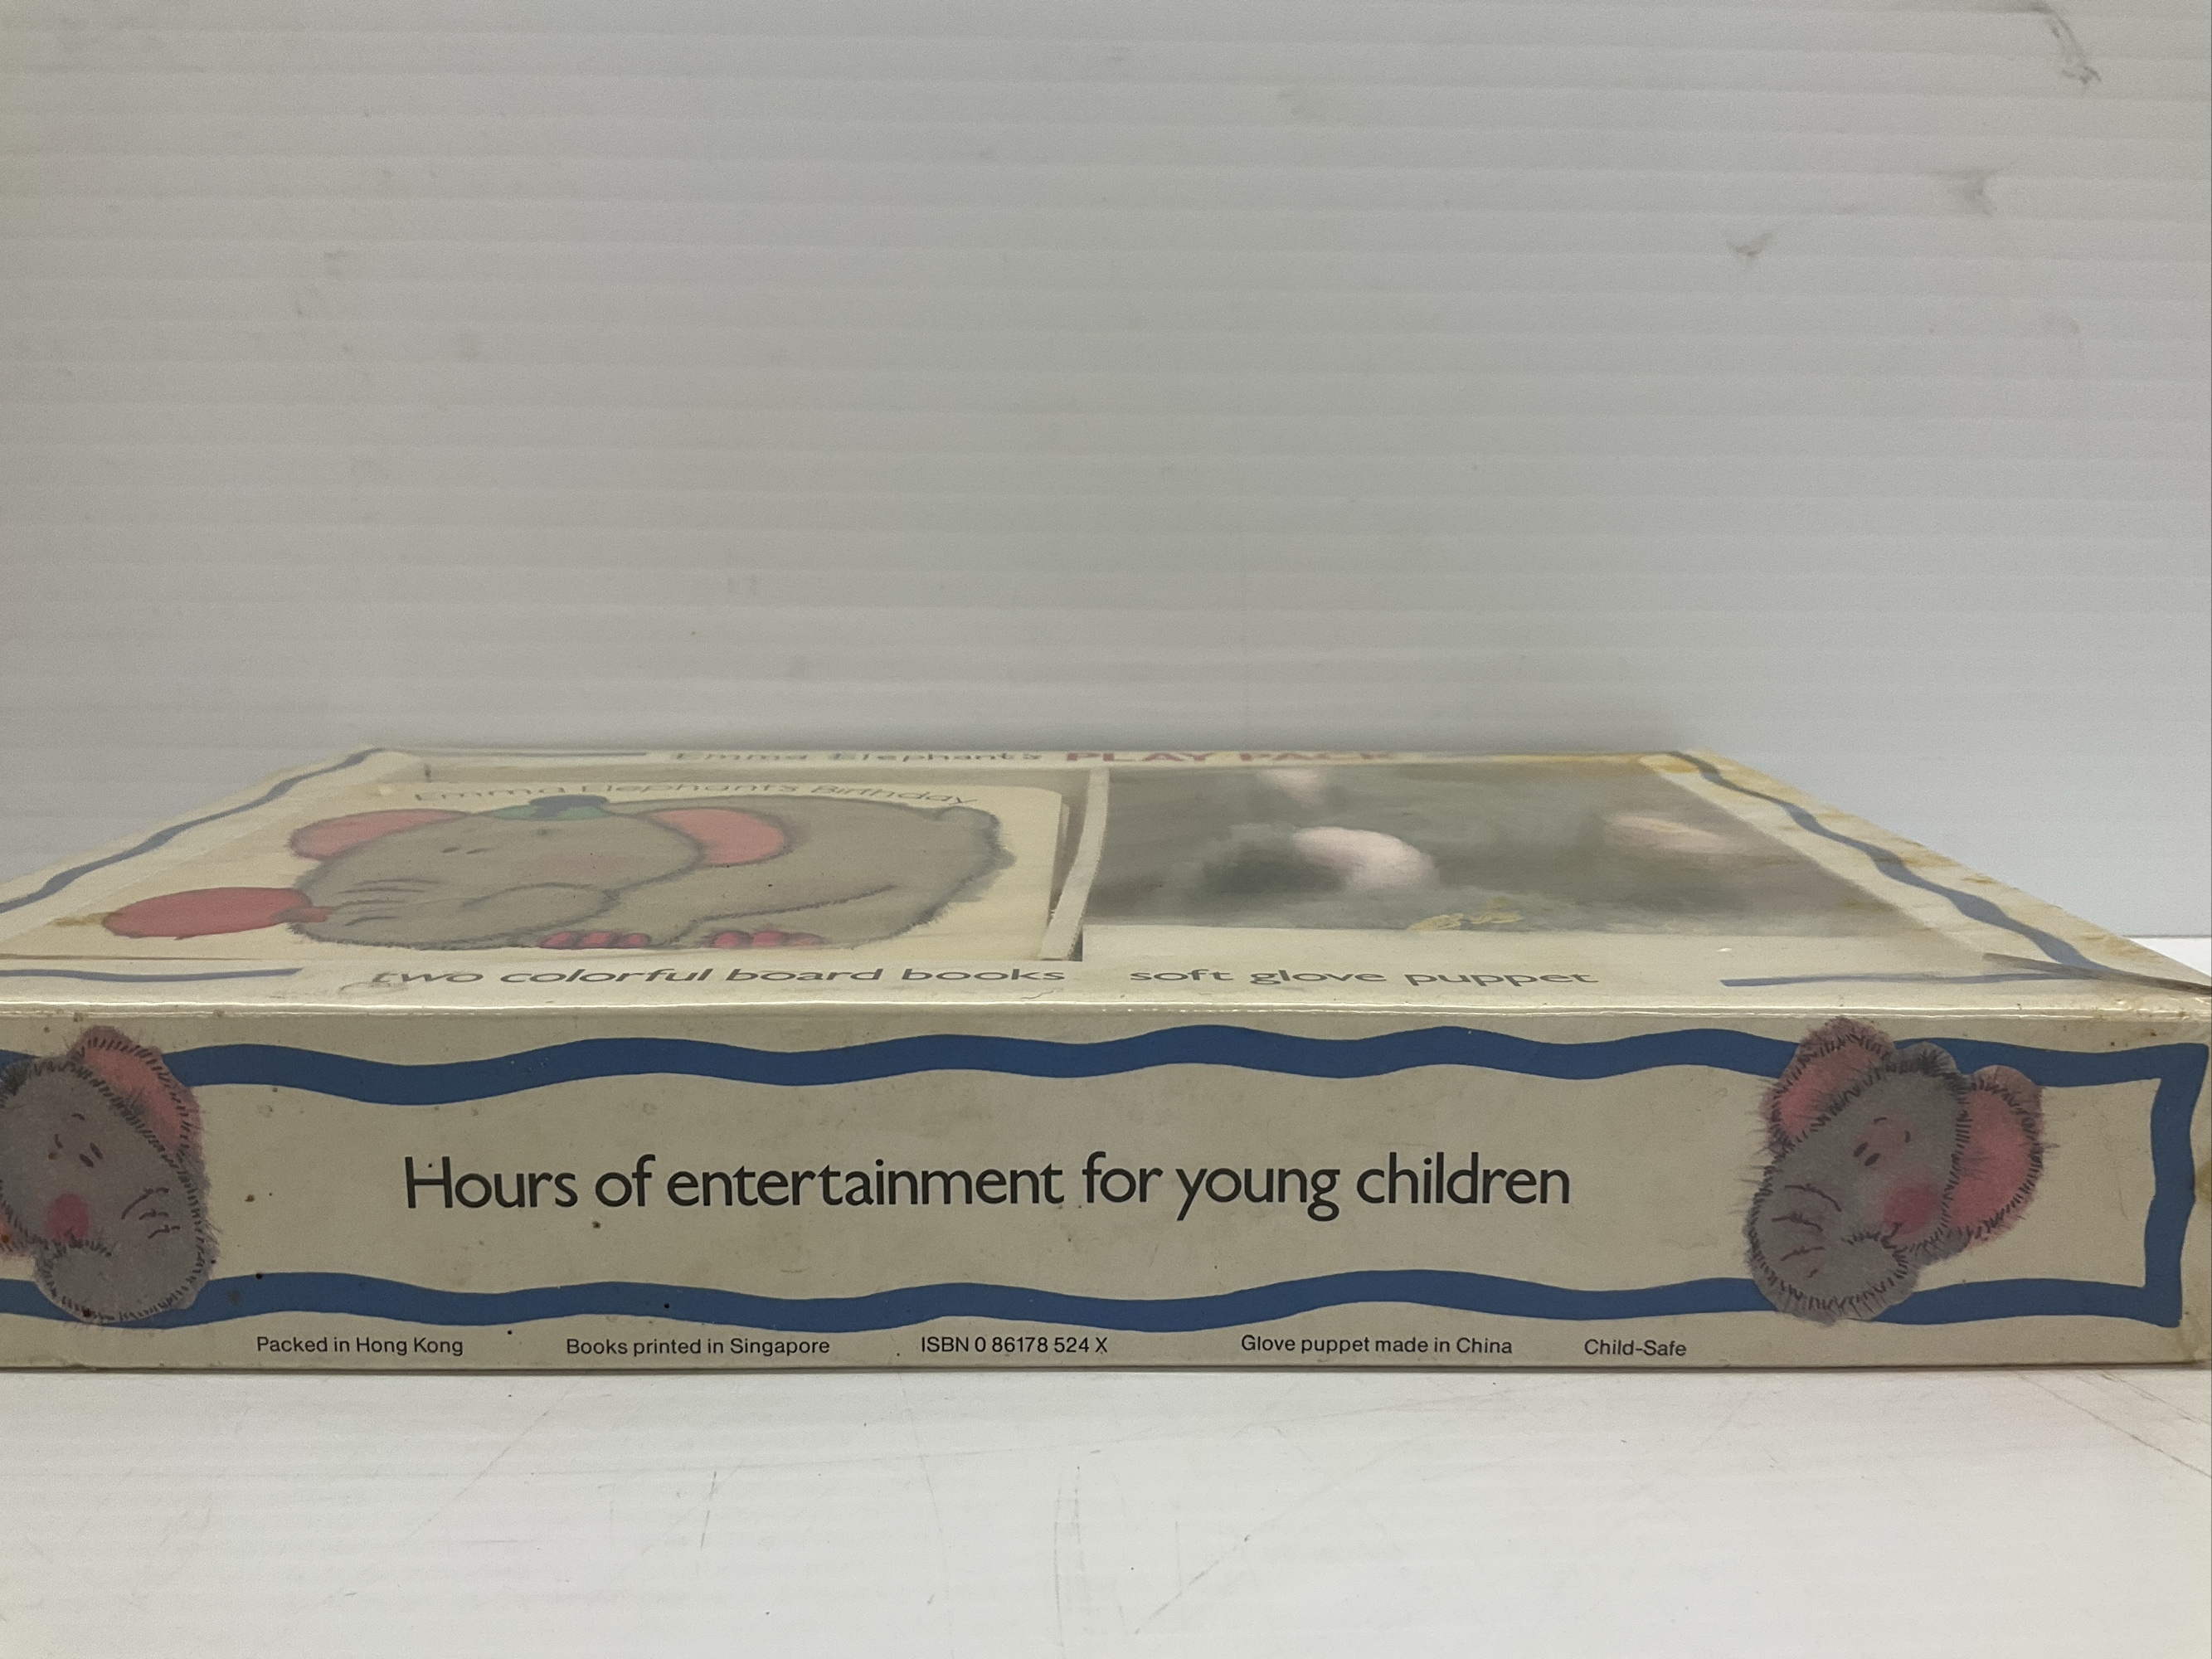 Emma Elephant's PLAY PACK
Emma Elephant's Birthday
two colorful board books soft glove puppet
Hours of entertainment for young children
Packed in Hong Kong Books printed in Singapore ISBN 0 86178 524 X Glove puppet made in China Child-Safe